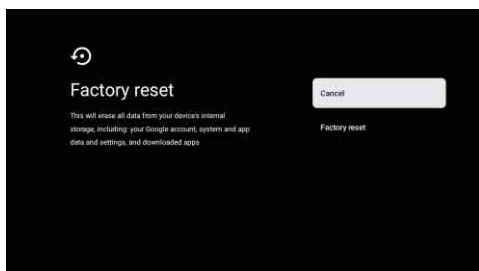 Factory reset
This will erase all data from your device's internal
storage, including: your Google account, system and app
data and settings, and downloaded apps
Cancel
Factory reset